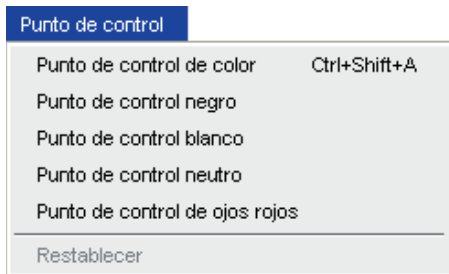 Punto de control
Punto de control de color Ctrl+Shift+A
Punto de control negro
Punto de control blanco
Punto de control neutro
Punto de control de ojos rojos
Restablecer